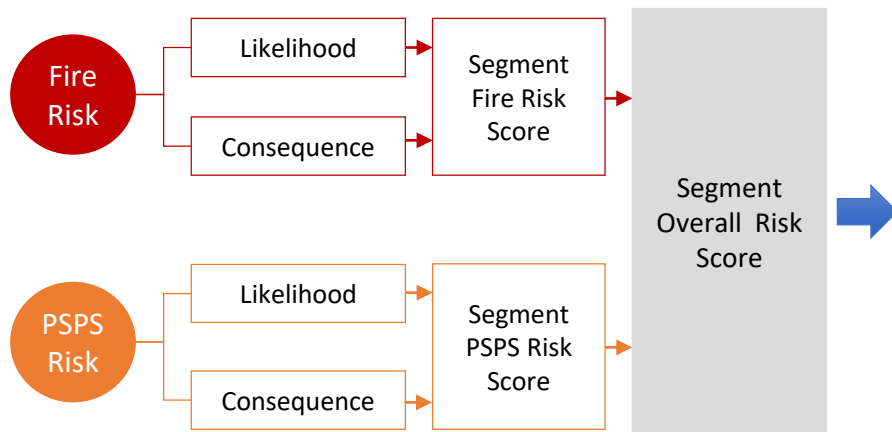 Fire
Risk
Likelihood
Consequence
Segment
Fire Risk
Score
PSPS
Risk
Likelihood
Consequence
Segment
PSPS Risk
Score
Segment
Overall Risk
Score